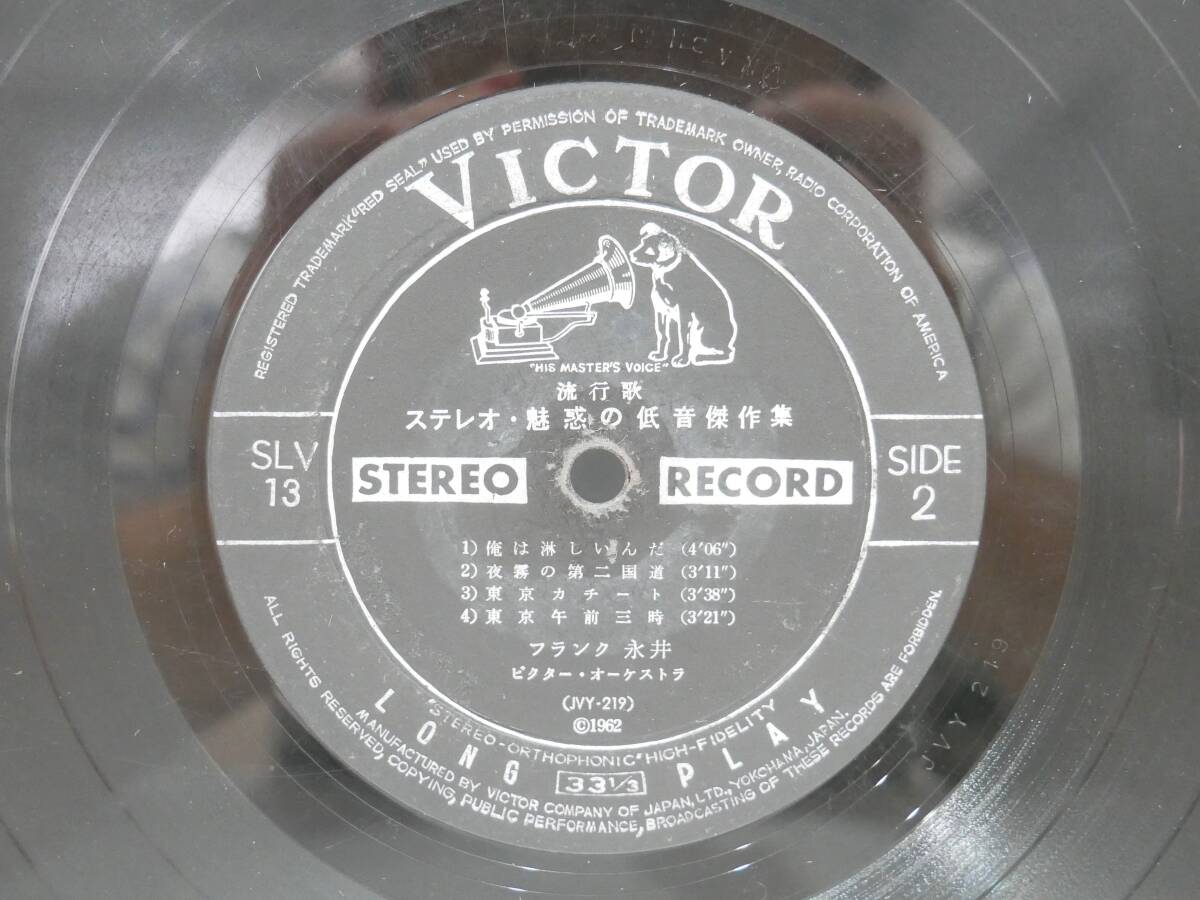 REGISTERED TRADEMARK "RED SEAL" USED BY PERMISSION OF TRADEMARK OWNER, RADIO CORPORATION OF AMERICA
VICTOR
"HIS MASTER'S VOICE"
流行歌
ステレオ・魅惑の低音傑作集
SLV
13
STEREO
RECORD
SIDE
2
1) 俺は淋しいんだ (4′06″)
2) 夜霧の第二国道 (3′11″)
3) 東京カチート (3′38″)
4) 東京午前三時 (3′21″)
フランク 永井
ビクター・オーケストラ
(JVY-219)
©1962
"STEREO-ORTHOPHONIC" HIGH-FIDELITY
LONG PLAY
33 1/3
MANUFACTURED BY VICTOR COMPANY OF JAPAN, LTD., YOKOHAMA, JAPAN.
ALL RIGHTS RESERVED, COPYING, PUBLIC PERFORMANCE, BROADCASTING OF THESE RECORDS ARE FORBIDDEN.
JVY 219